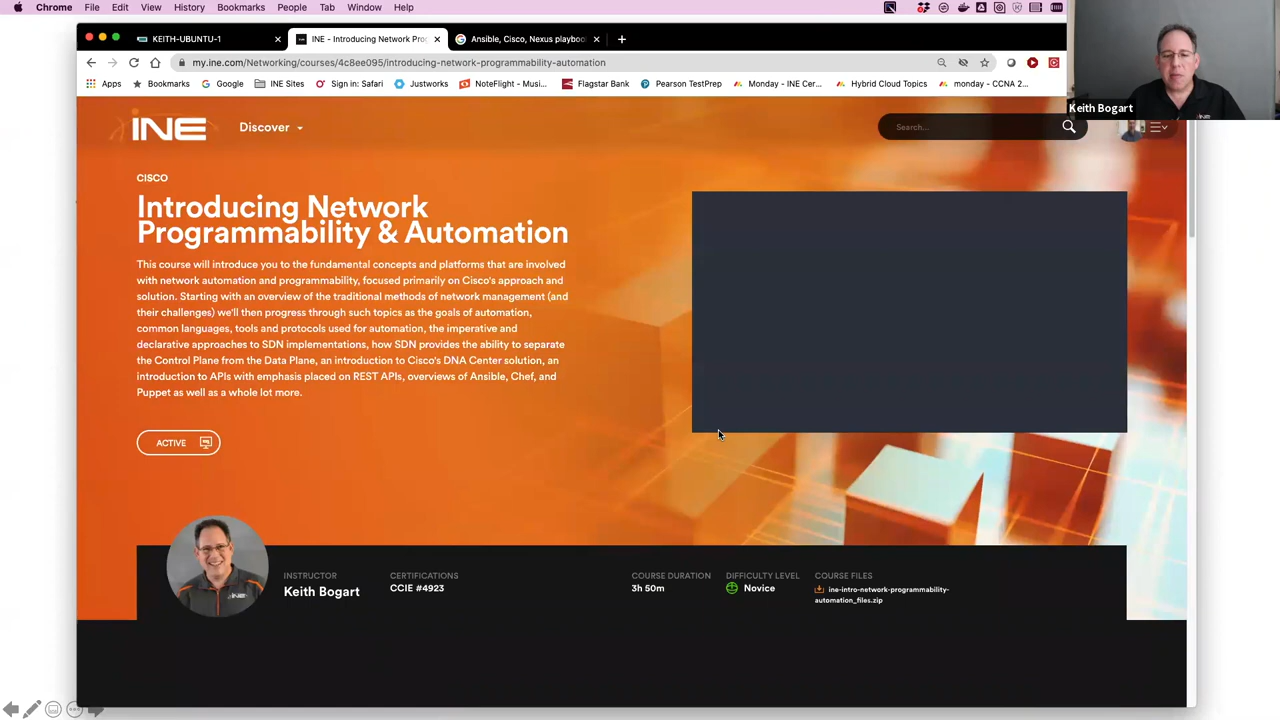 Chrome File Edit View History Bookmarks People Tab Window Help
KEITH-UBUNTU-1
INE - Introducing Network Pro
Ansible, Cisco, Nexus playboo
my.ine.com/Networking/courses/4c8ee095/introducing-network-programmability-automation
Apps Bookmarks Google INE Sites Sign in: Safari Justworks NoteFlight - Musi... Flagstar Bank Pearson TestPrep Monday - INE Cer... Hybrid Cloud Topics monday - CCNA 2...
Keith Bogart
INE
Discover
Search...
CISCO
Introducing Network
Programmability & Automation
This course will introduce you to the fundamental concepts and platforms that are involved
with network automation and programmability, focused primarily on Cisco's approach and
solution. Starting with an overview of the traditional methods of network management (and
their challenges) we'll then progress through such topics as the goals of automation,
common languages, tools and protocols used for automation, the imperative and
declarative approaches to SDN implementations, how SDN provides the ability to separate
the Control Plane from the Data Plane, an introduction to Cisco's DNA Center solution, an
introduction to APIs with emphasis placed on REST APIs, overviews of Ansible, Chef, and
Puppet as well as a whole lot more.
ACTIVE
INSTRUCTOR
Keith Bogart
CERTIFICATIONS
CCIE #4923
COURSE DURATION
3h 50m
DIFFICULTY LEVEL
Novice
COURSE FILES
ine-intro-network-programmability-
automation_files.zip